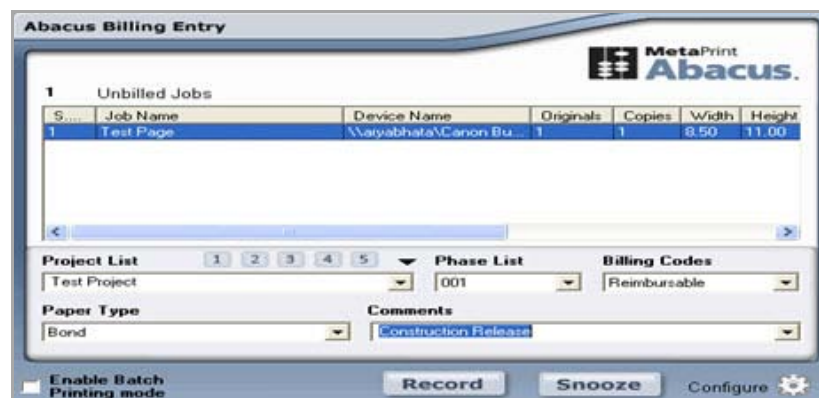 Abacus Billing Entry
MetaPrint
Abacus.
1 Unbilled Jobs
S.... Job Name Device Name Originals Copies Width Height
1 Test Page \\aryabhata\Canon Bu... 1 1 8.50 11.00
Project List 1 2 3 4 5 Phase List Billing Codes
Test Project 001 Reimbursable
Paper Type Comments
Bond Construction Release
Enable Batch
Printing mode
Record Snooze Configure